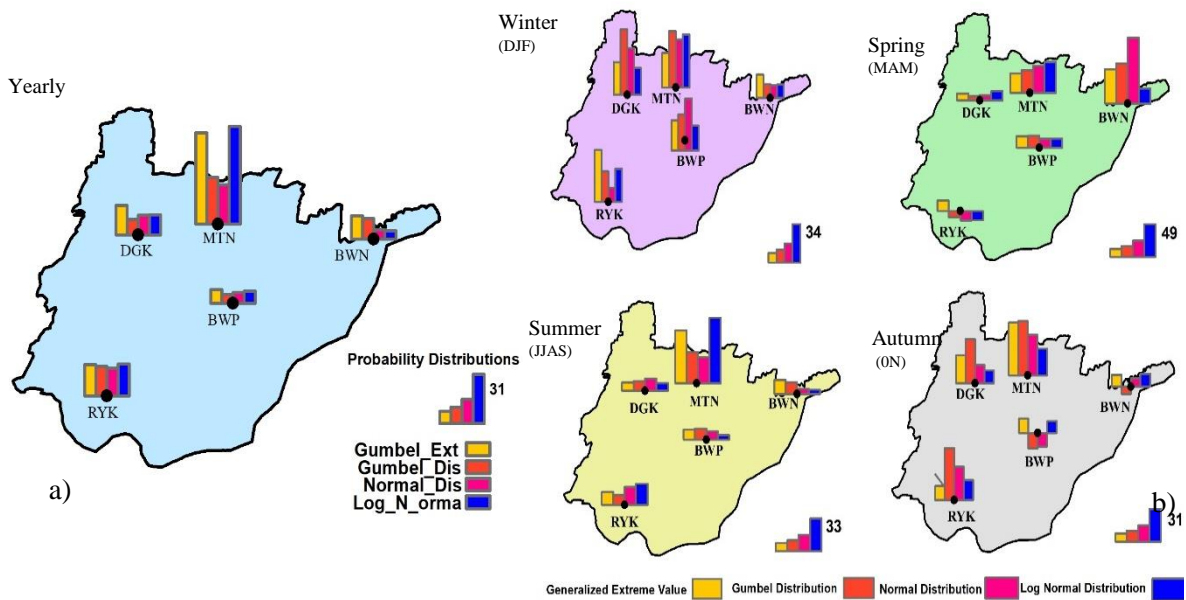 Yearly
DGK
MTN
BWN
BWP
RYK
Probability Distributions
31
Gumbel_Ext
Gumbel_Dis
Normal_Dis
Log_N_orma
a)
Winter
(DJF)
DGK
MTN
BWN
BWP
RYK
34
Spring
(MAM)
DGK
MTN
BWN
BWP
RYK
49
Summer
(JJAS)
DGK
MTN
BWN
BWP
RYK
33
Autumn
(0N)
DGK
MTN
BWN
BWP
RYK
b)
31
Generalized Extreme Value Gumbel Distribution Normal Distribution Log Normal Distribution